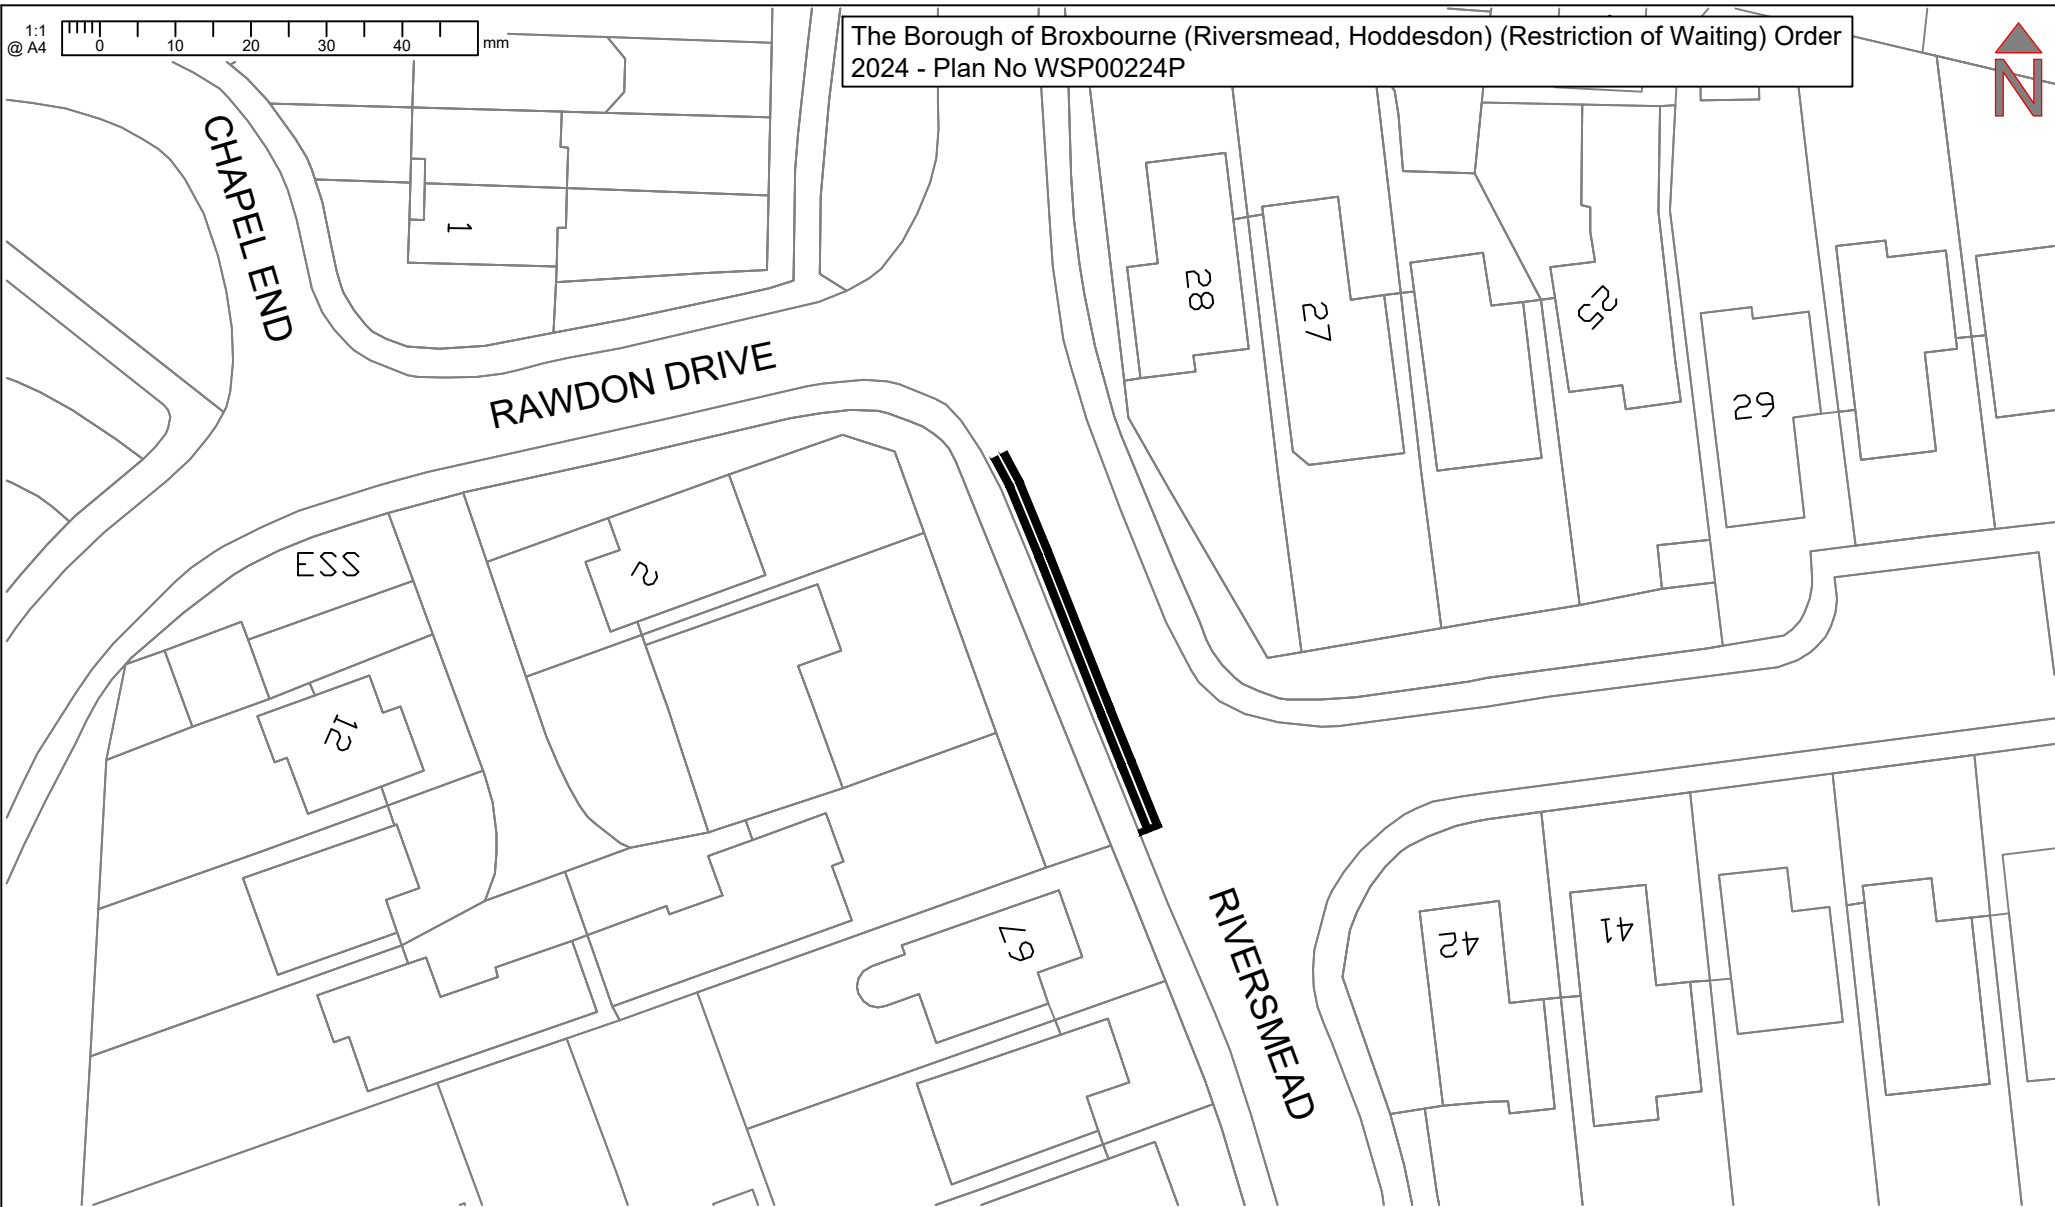 1:1
@ A4
0 10 20 30 40 mm
The Borough of Broxbourne (Riversmead, Hoddesdon) (Restriction of Waiting) Order
2024 - Plan No WSP00224P
N
CHAPEL END
1
28
27
25
29
RAWDON DRIVE
ESS
2
12
67
RIVERSMEAD
42
41